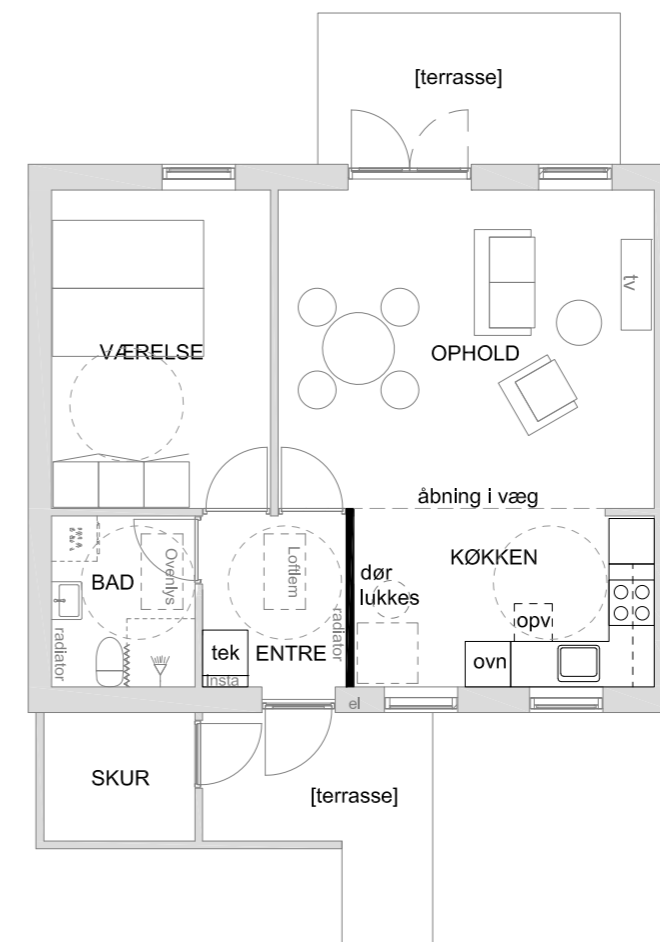 [terrasse]
tv
VÆRELSE
OPHOLD
åbning i væg
KØKKEN
dør
lukkes
BAD
Ovenlys
Loftlem
radiator
radiator
opv
ovn
tek
ENTRE
Insta
el
SKUR
[terrasse]